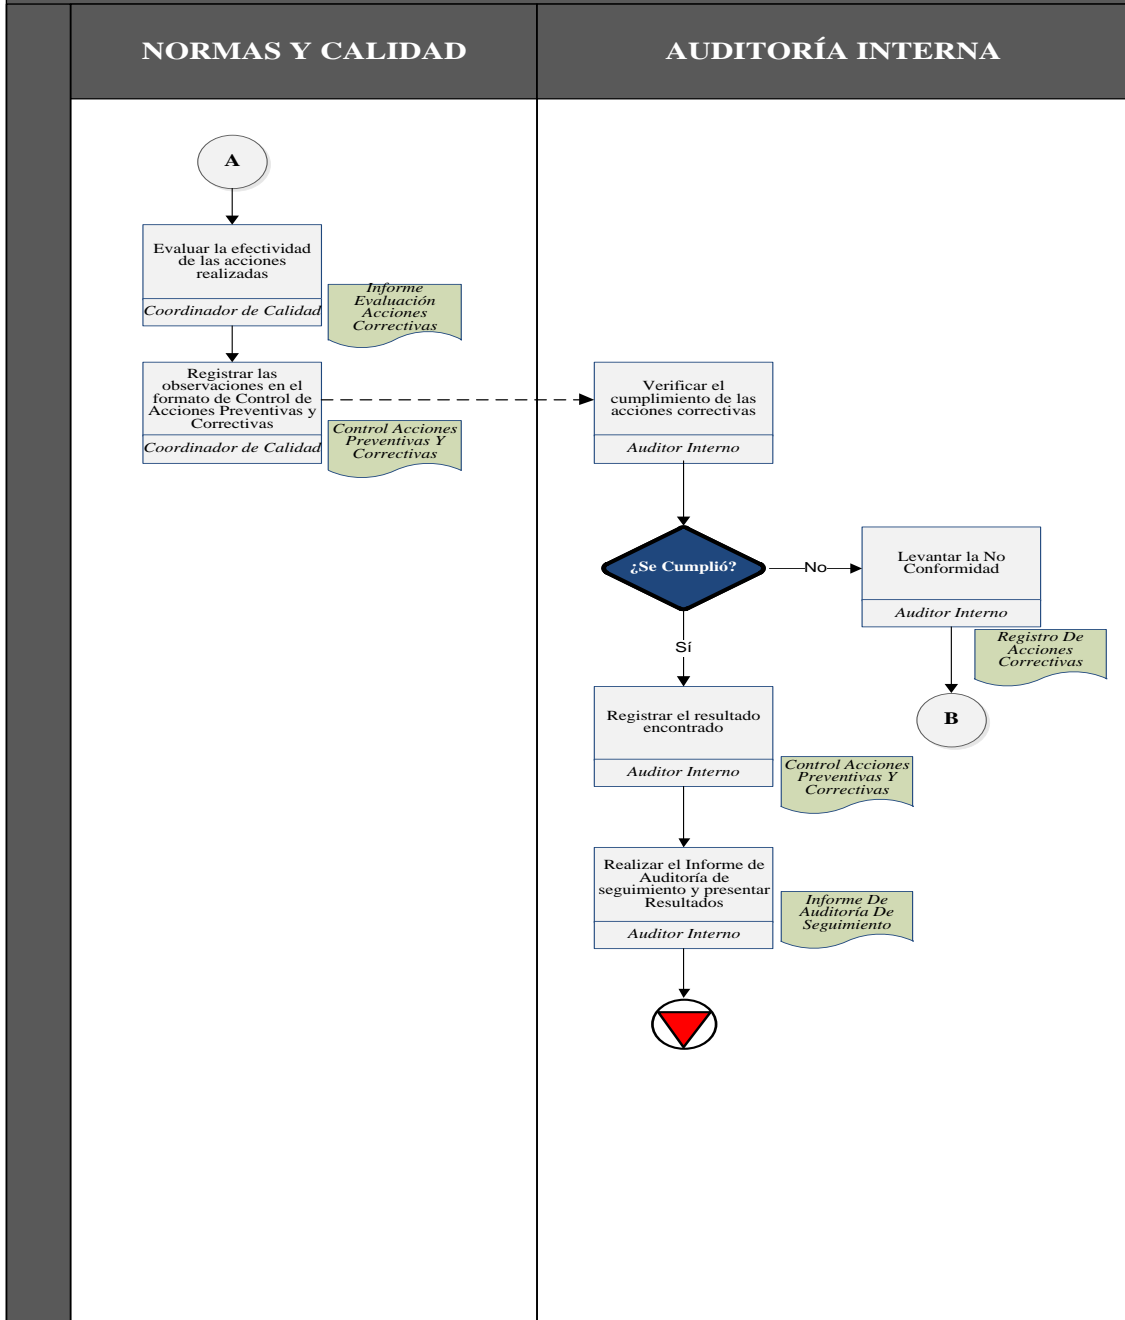 NORMAS Y CALIDAD
AUDITORÍA INTERNA
A
Evaluar la efectividad
de las acciones
realizadas
Coordinador de Calidad
Informe
Evaluación
Acciones
Correctivas
Registrar las
observaciones en el
formato de Control de
Acciones Preventivas y
Correctivas
Coordinador de Calidad
Control Acciones
Preventivas Y
Correctivas
Verificar el
cumplimiento de las
acciones correctivas
Auditor Interno
¿Se Cumplió?
No
Levantar la No
Conformidad
Auditor Interno
Registro De
Acciones
Correctivas
B
Sí
Registrar el resultado
encontrado
Auditor Interno
Control Acciones
Preventivas Y
Correctivas
Realizar el Informe de
Auditoría de
seguimiento y presentar
Resultados
Auditor Interno
Informe De
Auditoría De
Seguimiento